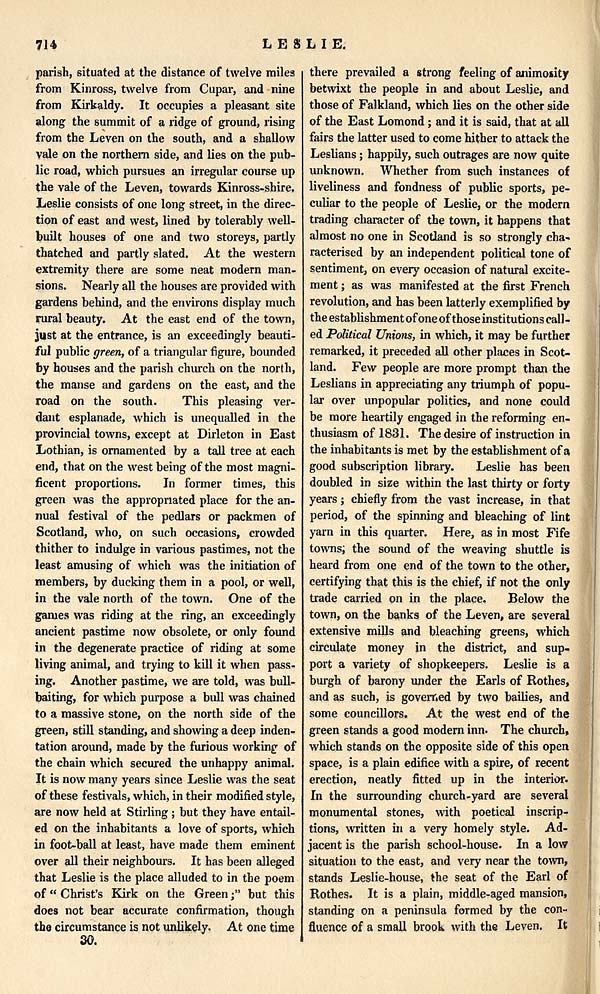 714
LESLIE.
parish, situated at the distance of twelve miles
from Kinross, twelve from Cupar, and nine
from Kirkaldy. It occupies a pleasant site
along the summit of a ridge of ground, rising
from the Leven on the south, and a shallow
vale on the northern side, and lies on the pub-
lic road, which pursues an irregular course up
the vale of the Leven, towards Kinross-shire.
Leslie consists of one long street, in the direc-
tion of east and west, lined by tolerably well-
built houses of one and two storeys, partly
thatched and partly slated. At the western
extremity there are some neat modern man-
sions. Nearly all the houses are provided with
gardens behind, and the environs display much
rural beauty. At the east end of the town,
just at the entrance, is an exceedingly beauti-
ful public green, of a triangular figure, bounded
by houses and the parish church on the north,
the manse and gardens on the east, and the
road on the south. This pleasing ver-
dant esplanade, which is unequalled in the
provincial towns, except at Dirleton in East
Lothian, is ornamented by a tall tree at each
end, that on the west being of the most magni-
ficent proportions. In former times, this
green was the appropriated place for the an-
nual festival of the pedlars or packmen of
Scotland, who, on such occasions, crowded
thither to indulge in various pastimes, not the
least amusing of which was the initiation of
members, by ducking them in a pool, or well,
in the vale north of the town. One of the
games was riding at the ring, an exceedingly
ancient pastime now obsolete, or only found
in the degenerate practice of riding at some
living animal, and trying to kill it when pass-
ing. Another pastime, we are told, was bull-
baiting, for which purpose a bull was chained
to a massive stone, on the north side of the
green, still standing, and showing a deep inden-
tation around, made by the furious working of
the chain which secured the unhappy animal.
It is now many years since Leslie was the seat
of these festivals, which, in their modified style,
are now held at Stirling; but they have entail-
ed on the inhabitants a love of sports, which
in foot-ball at least, have made them eminent
over all their neighbours. It has been alleged
that Leslie is the place alluded to in the poem
of "Christ's Kirk on the Green;" but this
does not bear accurate confirmation, though
the circumstance is not unlikely. At one time
30.
there prevailed a strong feeling of animosity
betwixt the people in and about Leslie, and
those of Falkland, which lies on the other side
of the East Lomond; and it is said, that at all
fairs the latter used to come hither to attack the
Leslians; happily, such outrages are now quite
unknown. Whether from such instances of
liveliness and fondness of public sports, pe-
culiar to the people of Leslie, or the modern
trading character of the town, it happens that
almost no one in Scotland is so strongly cha-
racterised by an independent political tone of
sentiment, on every occasion of natural excite-
ment; as was manifested at the first French
revolution, and has been latterly exemplified by
the establishment of one of those institutions call-
ed Political Unions, in which, it may be further
remarked, it preceded all other places in Scot-
land. Few people are more prompt than the
Leslians in appreciating any triumph of popu-
lar over unpopular politics, and none could
be more heartily engaged in the reforming en-
thusiasm of 1831. The desire of instruction in
the inhabitants is met by the establishment of a
good subscription library. Leslie has been
doubled in size within the last thirty or forty
years; chiefly from the vast increase, in that
period, of the spinning and bleaching of lint
yarn in this quarter. Here, as in most Fife
towns, the sound of the weaving shuttle is
heard from one end of the town to the other,
certifying that this is the chief, if not the only
trade carried on in the place. Below the
town, on the banks of the Leven, are several
extensive mills and bleaching greens, which
circulate money in the district, and sup-
port a variety of shopkeepers. Leslie is a
burgh of barony under the Earls of Rothes,
and as such, is governed by two bailies, and
some councillors. At the west end of the
green stands a good modern inn. The church,
which stands on the opposite side of this open
space, is a plain edifice with a spire, of recent
erection, neatly fitted up in the interior.
In the surrounding church-yard are several
monumental stones, with poetical inscrip-
tions, written in a very homely style. Ad-
jacent is the parish school-house. In a low
situation to the east, and very near the town,
stands Leslie-house, the seat of the Earl of
Rothes. It is a plain, middle-aged mansion,
standing on a peninsula formed by the con-
fluence of a small brook with the Leven. It